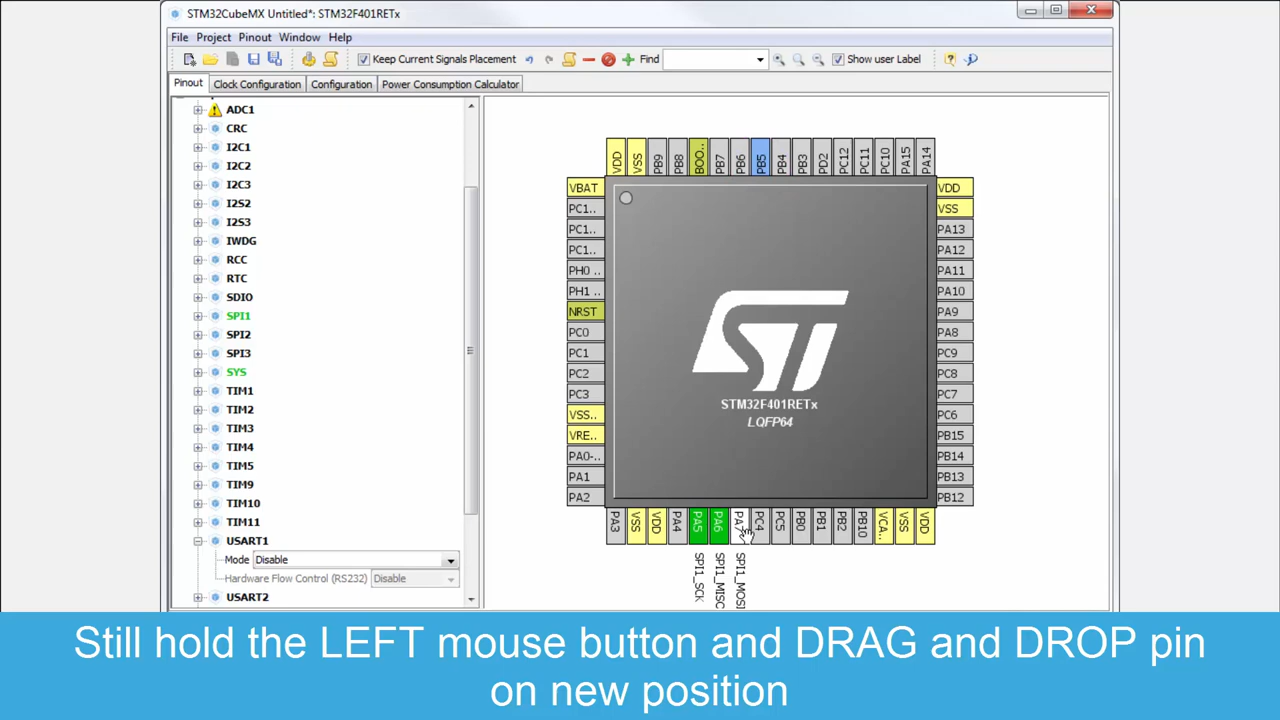 STM32CubeMX Untitled*: STM32F401RETx
File Project Pinout Window Help
Keep Current Signals Placement Find Show user Label
Pinout Clock Configuration Configuration Power Consumption Calculator
ADC1
CRC
I2C1
I2C2
I2C3
I2S2
I2S3
IWDG
RCC
RTC
SDIO
SPI1
SPI2
SPI3
SYS
TIM1
TIM2
TIM3
TIM4
TIM5
TIM9
TIM10
TIM11
USART1
Mode Disable
Hardware Flow Control (RS232) Disable
USART2
VDD VSS PB9 PB8 BOO.. PB7 PB6 PB5 PB4 PB3 PD2 PC12 PC11 PC10 PA15 PA14
VBAT
PC1..
PC1..
PC1..
PH0 ..
PH1 ..
NRST
PC0
PC1
PC2
PC3
VSS..
VRE..
PA0-..
PA1
PA2
STM32F401RETx
LQFP64
VDD
VSS
PA13
PA12
PA11
PA10
PA9
PA8
PC9
PC8
PC7
PC6
PB15
PB14
PB13
PB12
PA3 VSS VDD PA4 PA5 PA6 PA7 PC4 PC5 PB0 PB1 PB2 PB10 VCA.. VSS VDD
SPI1_SCK SPI1_MISO SPI1_MOSI
Still hold the LEFT mouse button and DRAG and DROP pin
on new position